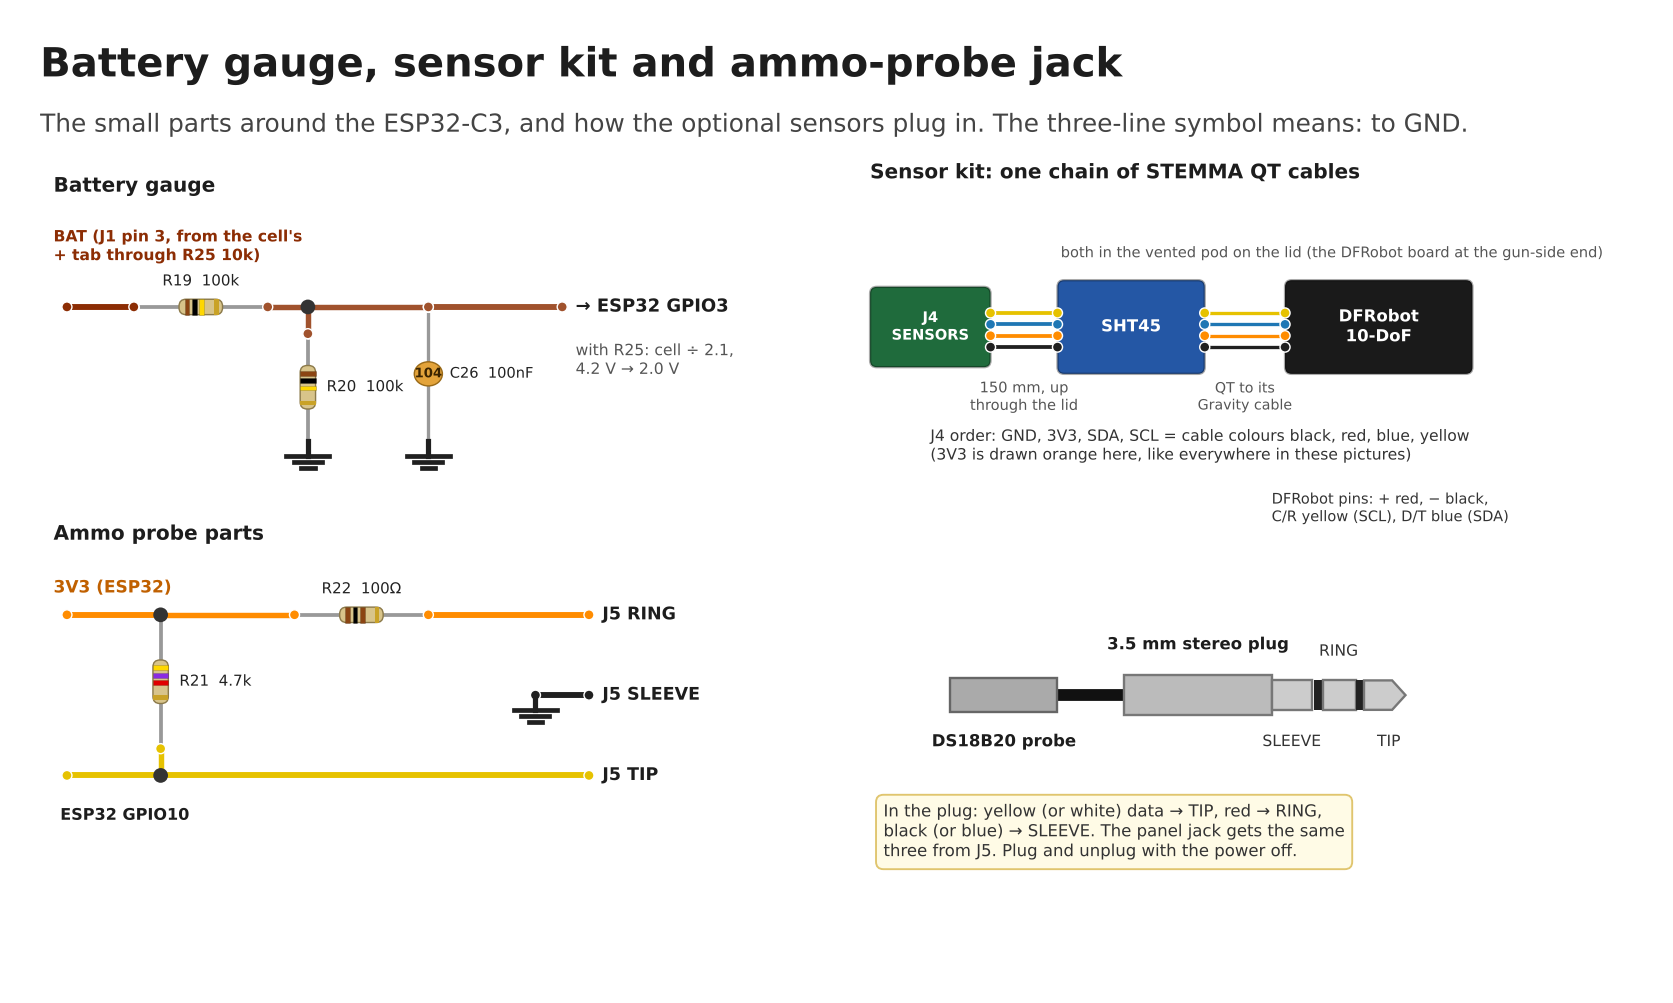 Battery gauge, sensor kit and ammo-probe jack
The small parts around the ESP32-C3, and how the optional sensors plug in. The three-line symbol means: to GND.
Battery gauge
BAT (J1 pin 3, from the cell's
+ tab through R25 10k)
R19 100k
→ ESP32 GPIO3
with R25: cell ÷ 2.1,
4.2 V → 2.0 V
R20 100k
104
C26 100nF
Sensor kit: one chain of STEMMA QT cables
both in the vented pod on the lid (the DFRobot board at the gun-side end)
J4
SENSORS
SHT45
DFRobot
10-DoF
150 mm, up
through the lid
QT to its
Gravity cable
J4 order: GND, 3V3, SDA, SCL = cable colours black, red, blue, yellow
(3V3 is drawn orange here, like everywhere in these pictures)
DFRobot pins: + red, − black,
C/R yellow (SCL), D/T blue (SDA)
Ammo probe parts
3V3 (ESP32)
R22 100Ω
J5 RING
R21 4.7k
J5 SLEEVE
J5 TIP
ESP32 GPIO10
3.5 mm stereo plug
RING
DS18B20 probe
SLEEVE
TIP
In the plug: yellow (or white) data → TIP, red → RING,
black (or blue) → SLEEVE. The panel jack gets the same
three from J5. Plug and unplug with the power off.